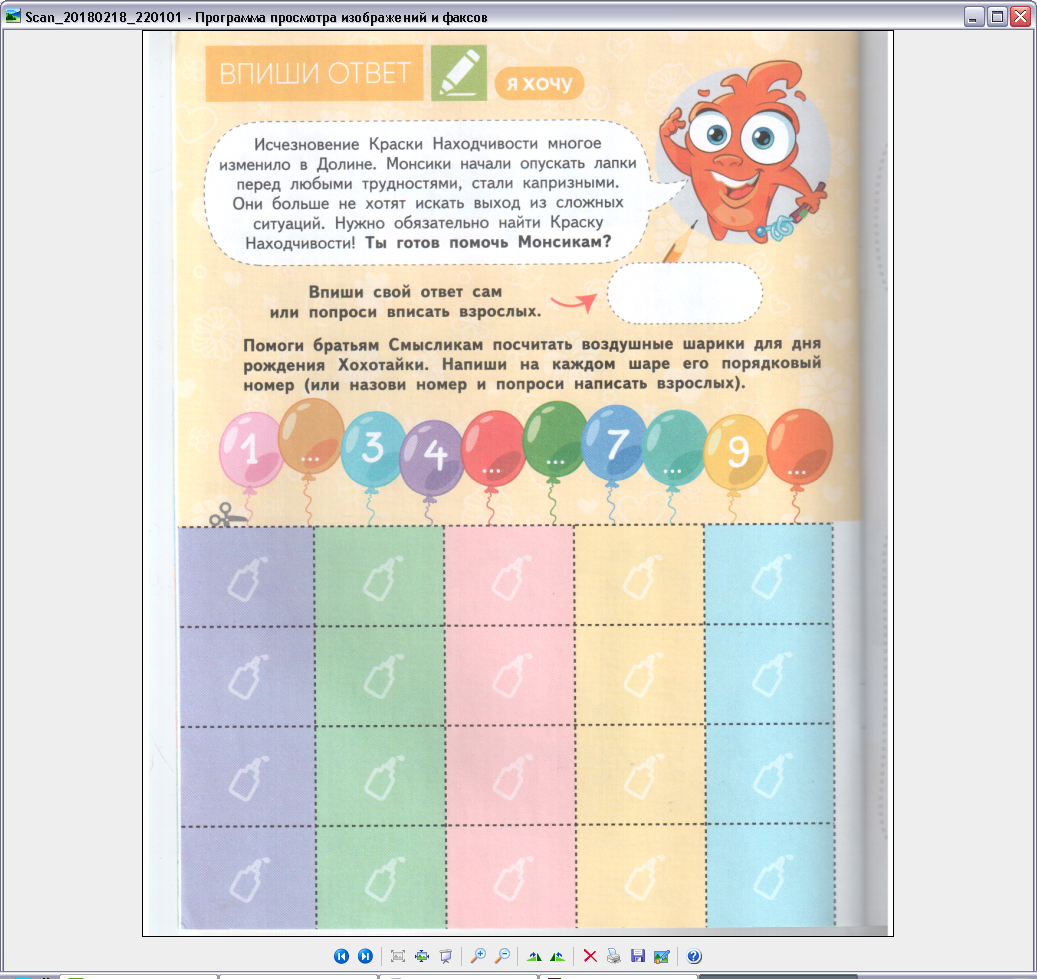 Scan_20180218_220101 - Программа просмотра изображений и факсов
ВПИШИ ОТВЕТ
я хочу
Исчезновение Краски Находчивости многое
изменило в Долине. Монсики начали опускать лапки
перед любыми трудностями, стали капризными.
Они больше не хотят искать выход из сложных
ситуаций. Нужно обязательно найти Краску
Находчивости! Ты готов помочь Монсикам?
Впиши свой ответ сам
или попроси вписать взрослых.
Помоги братьям Смысликам посчитать воздушные шарики для дня
рождения Хохотайки. Напиши на каждом шаре его порядковый
номер (или назови номер и попроси написать взрослых).
1 ... 3 4 ... ... 7 ... 9 ...